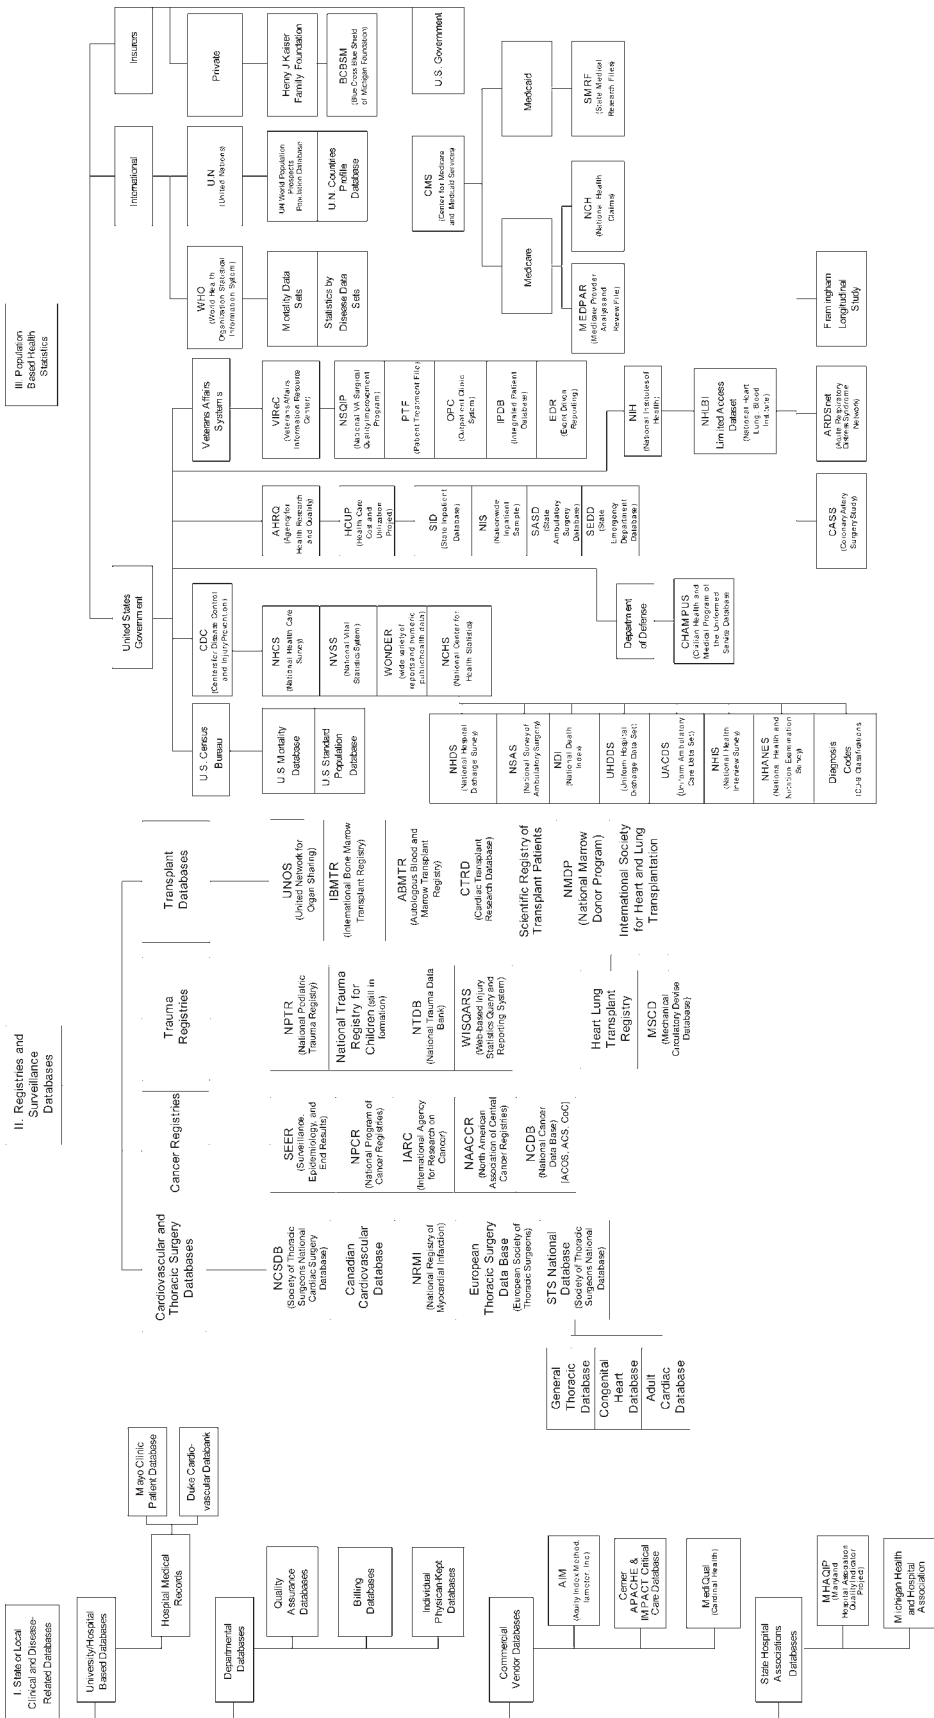 I. State or Local
Clinical and Disease-
Related Databases
University/Hospital
Based Databases
Hospital Medical
Records
Mayo Clinic
Patient Database
Duke Cardio-
vascular Databank
Departmental
Databases
Quality
Assurance
Databases
Billing
Databases
Individual
Physican-Kept
Databases
Commercial
Vendor Databases
AIM
(Acuity Index Method,
Iameter, Inc)
Cerner
APACHE &
IMPACT Critical
Care Database
MediQual
(Cardinal Health)
State Hospital
Associations
Databases
MHAQIP
(Maryland
Hospital Association
Quality Indicator
Project)
Michigan Health
and Hospital
Association
II. Registries and
Surveillance
Databases
Cardiovascular and
Thoracic Surgery
Databases
NCSDB
(Society of Thoracic
Surgeons National
Cardiac Surgery
Database)
Canadian
Cardiovascular
Database
NRMI
(National Registry of
Myocardial Infarction)
European
Thoracic Surgery
Data Base
(European Society of
Thoracic Surgeons)
STS National
Database
(Society of Thoracic
Surgeons National
Database)
General
Thoracic
Database
Congenital
Heart
Database
Adult
Cardiac
Database
Cancer Registries
SEER
(Surveillance,
Epidemiology, and
End Results)
NPCR
(National Program of
Cancer Registries)
IARC
(International Agency
for Research on
Cancer)
NAACCR
(North American
Association of Central
Cancer Registries)
NCDB
(National Cancer
Data Base)
[ACOS, ACS, CoC]
Trauma
Registries
NPTR
(National Pediatric
Trauma Registry)
National Trauma
Registry for
Children (still in
formation)
NTDB
(National Trauma Data
Bank)
WISQARS
(Web-based Injury
Statistics Query and
Reporting System)
Transplant
Databases
UNOS
(United Network for
Organ Sharing)
IBMTR
(International Bone Marrow
Transplant Registry)
ABMTR
(Autologous Blood and
Marrow Transplant
Registry)
CTRD
(Cardiac Transplant
Research Database)
Scientific Registry of
Transplant Patients
NMDP
(National Marrow
Donor Program)
International Society
for Heart and Lung
Transplantation
Heart Lung
Transplant
Registry
MSCD
(Mechanical
Circulatory Devise
Database)
III. Population
Based Health
Statistics
United States
Government
U.S. Census
Bureau
U.S Mortality
Database
U.S Standard
Population
Database
CDC
(Centers for Disease Control
and Injury Prevention)
NHCS
(National Health Care
Survey)
NVSS
(National Vital
Statistics System)
WONDER
(wide variety of
reports and numeric
public health data)
NCHS
(National Center for
Health Statistics)
NHDS
(National Hospital
Discharge Survey)
NSAS
(National Survey of
Ambulatory Surgery)
NDI
(National Death
Index)
UHDDS
(Uniform Hospital
Discharge Data Set)
UACDS
(Uniform Ambulatory
Care Data Set)
NHIS
(National Health
Interview Survey)
NHANES
(National Health and
Nutrition Examination
Survey)
Diagnosis
Codes
ICD-9 Classifications
AHRQ
(Agency for
Health Research
and Quality)
HCUP
(Health Care
Cost and
Utilization
Project)
SID
(State Inpatient
Database)
NIS
(Nationwide
Inpatient
Sample)
SASD
(State
Ambulatory
Surgery
Database)
SEDD
(State
Emergency
Department
Database)
Veterans Affairs
Systems
VIReC
(Veterans Affairs
Information Resource
Center)
NSQIP
(National VA Surgical
Quality Improvement
Program)
PTF
(Patient Treatment File)
OPC
(Outpatient Clinic
System)
IPDB
(Integrated Patient
Database)
EDR
(Event Driven
Reporting)
Department
of Defense
CHAMPUS
(Civilian Health and
Medical Program of
the Uniformed
Service Database)
NIH
(National Institutes of
Health)
NHLBI
Limited Access
Dataset
(National Heart
Lung, Blood
Institute)
CASS
(Coronary Artery
Surgery Study)
ARDSnet
(Acute Respiratory
Distress Syndrome
Network)
Framingham
Longitudinal
Study
International
WHO
(World Health
Organization Statistical
Information System)
Mortality Data
Sets
Statistics by
Disease Data
Sets
U.N
(United Nations)
UN World Population
Prospects
Population Database
U.N. Countries
Profile
Database
Insurers
Private
Henry J Kaiser
Family Foundation
BCBSM
(Blue Cross Blue Shield
of Michigan Foundation)
U.S. Government
CMS
(Center for Medicare
and Medicaid Services)
Medicare
MEDPAR
(Medicare Provider
Analysis and
Review File)
NCH
(National Health
Claims)
Medicaid
SMRF
(State Medical
Research Files)